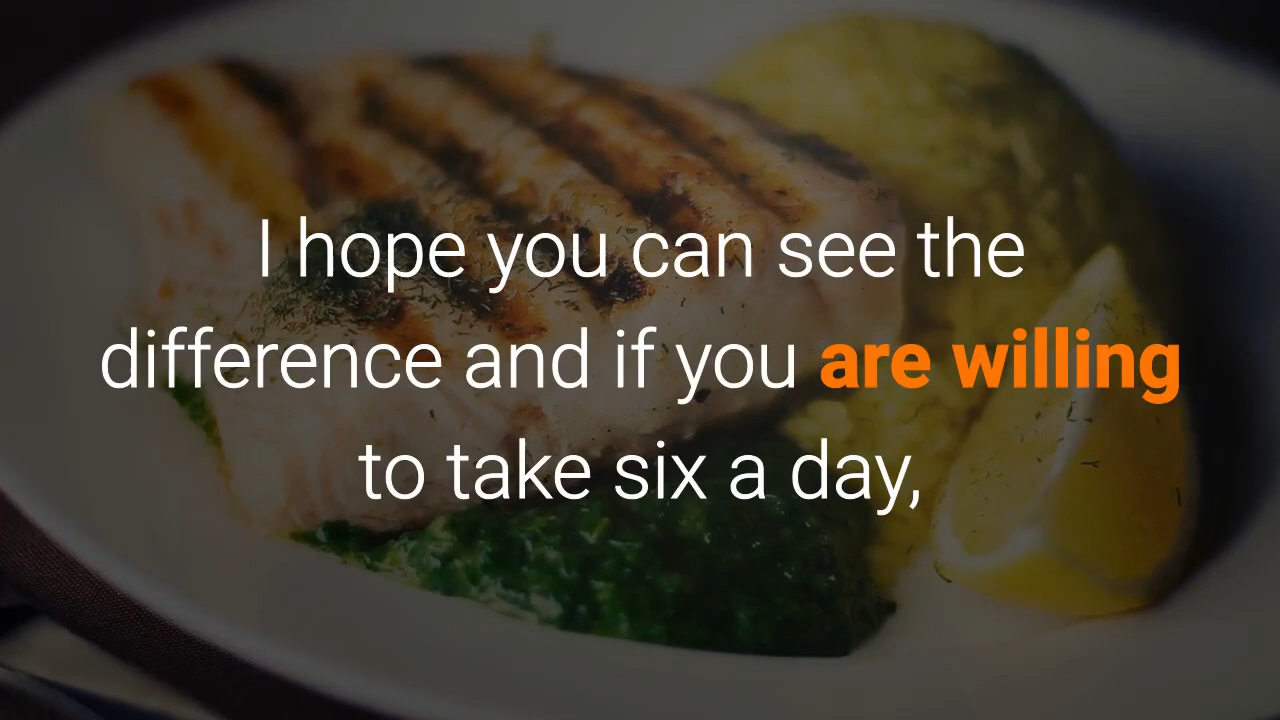 I hope you can see the
difference and if you are willing
to take six a day,